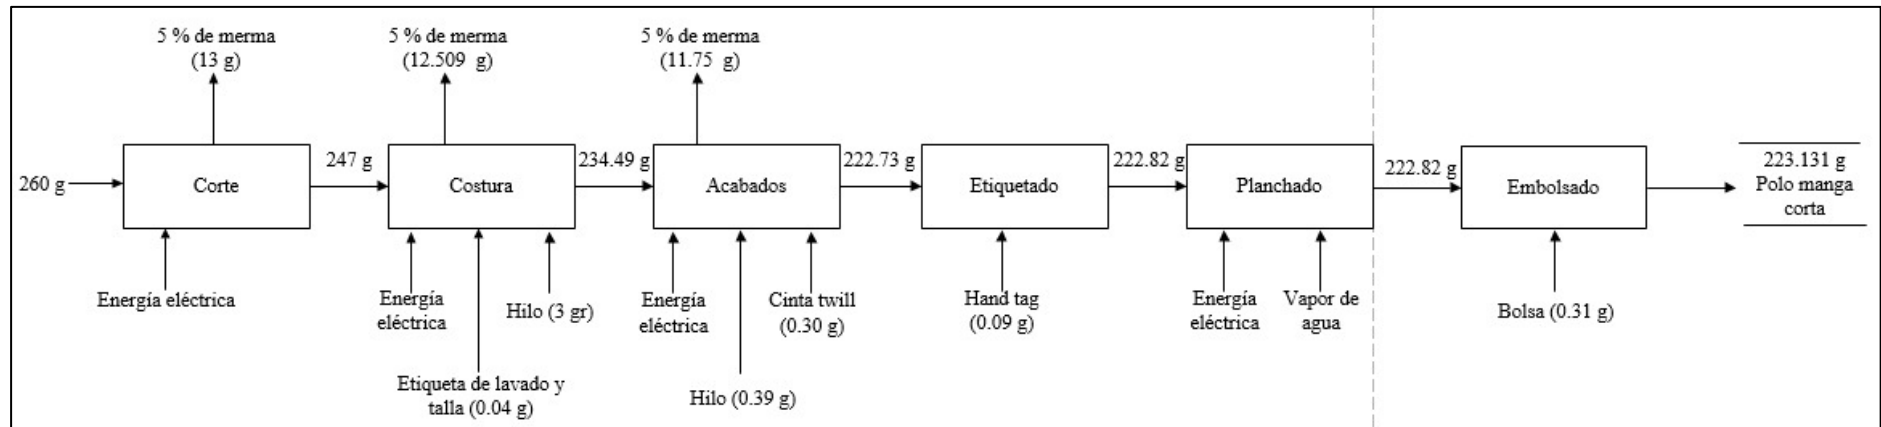 5 % de merma
(13 g)
5 % de merma
(12.509 g)
5 % de merma
(11.75 g)
260 g
Corte
247 g
Costura
234.49 g
Acabados
222.73 g
Etiquetado
222.82 g
Planchado
222.82 g
Embolsado
223.131 g
Polo manga
corta
Energía eléctrica
Energía
eléctrica
Etiqueta de lavado y
talla (0.04 g)
Hilo (3 gr)
Energía
eléctrica
Hilo (0.39 g)
Cinta twill
(0.30 g)
Hand tag
(0.09 g)
Energía
eléctrica
Vapor de
agua
Bolsa (0.31 g)